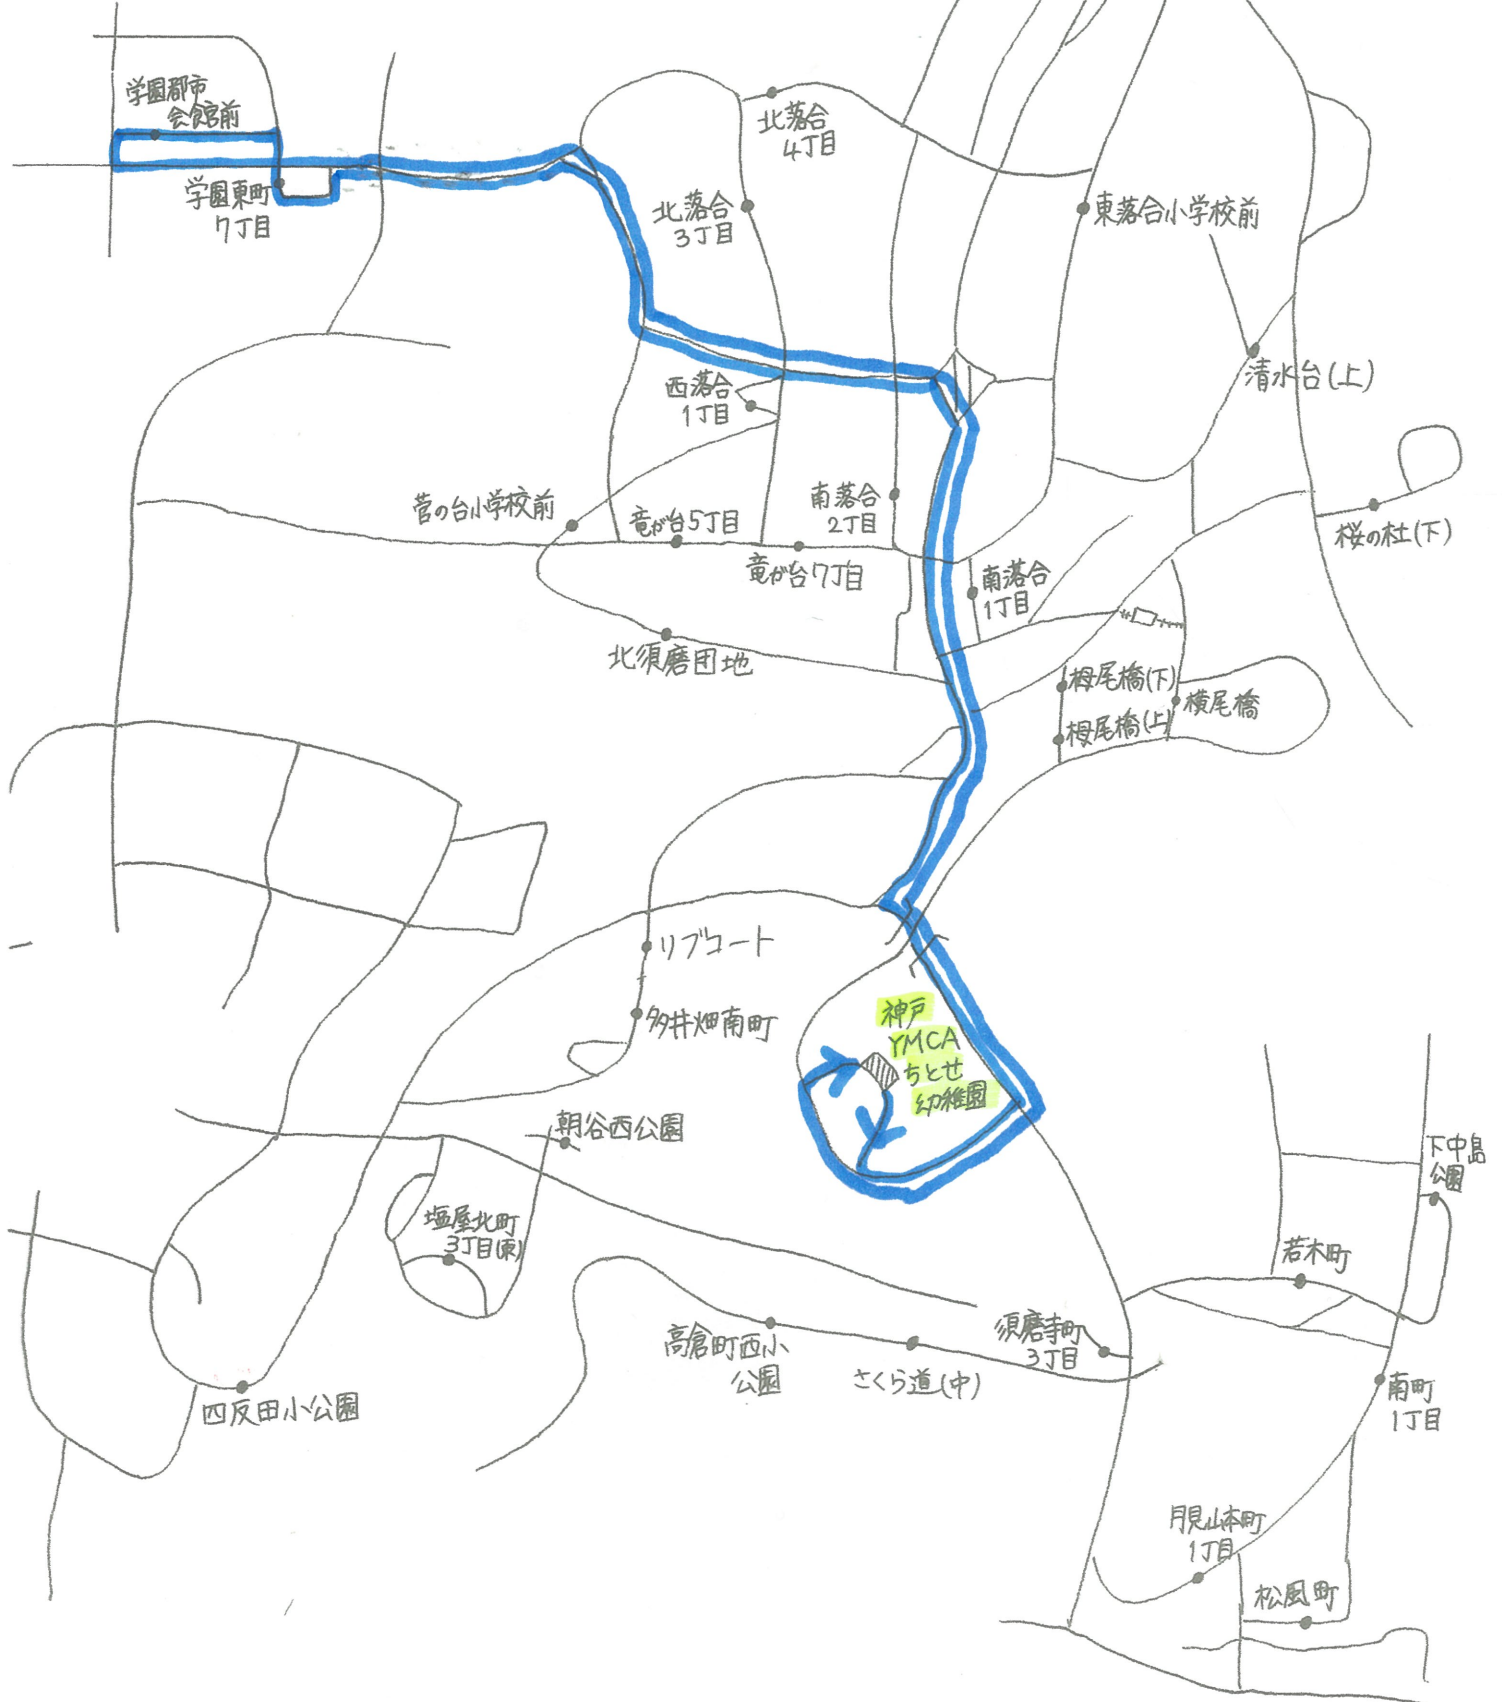 学園都市
会館前
北落合
4丁目
学園東町
7丁目
北落合
3丁目
東落合小学校前
清水台(上)
西落合
1丁目
南落合
2丁目
菅の台小学校前
竜が台5丁目
竜が台7丁目
桜の杜(下)
南落合
1丁目
北須磨団地
栂尾橋(下)
横尾橋
栂尾橋(上)
リブコート
多井畑南町
神戸
YMCA
ちとせ
幼稚園
朝谷西公園
下中島
公園
塩屋北町
3丁目(東)
若木町
須磨寺町
3丁目
高倉町西小
公園
さくら道(中)
南町
1丁目
四反田小公園
月見山本町
1丁目
松風町